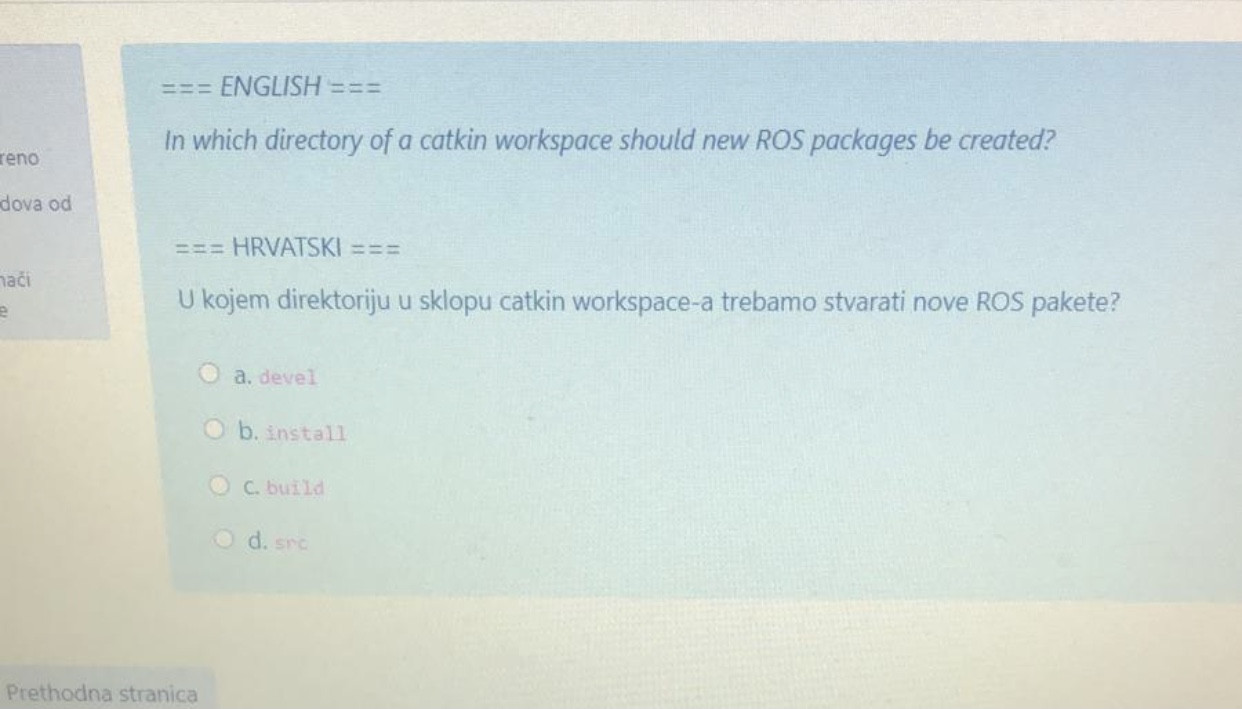 === ENGLISH ===
In which directory of a catkin workspace should new ROS packages be created?
reno
dova od
=== HRVATSKI ===
nači
e
U kojem direktoriju u sklopu catkin workspace-a trebamo stvarati nove ROS pakete?
a. devel
b. install
c. build
d. src
Prethodna stranica